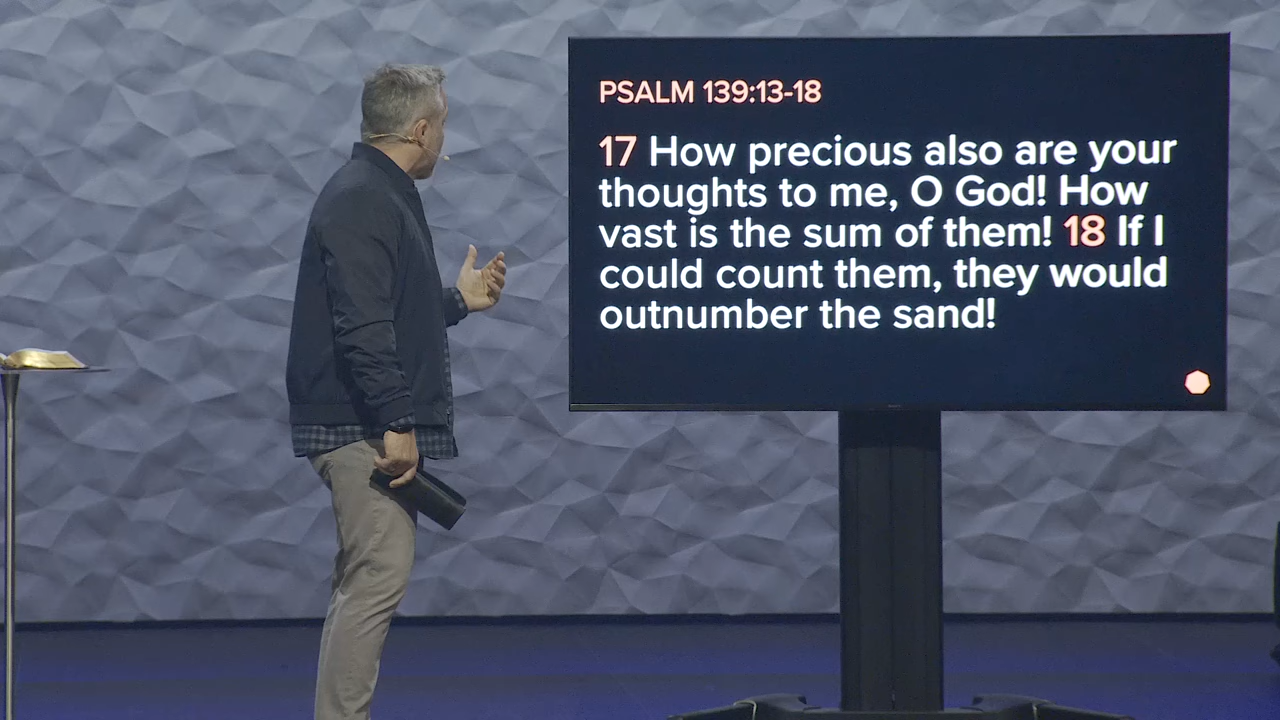 PSALM 139:13-18
17 How precious also are your
thoughts to me, O God! How
vast is the sum of them! 18 If I
could count them, they would
outnumber the sand!